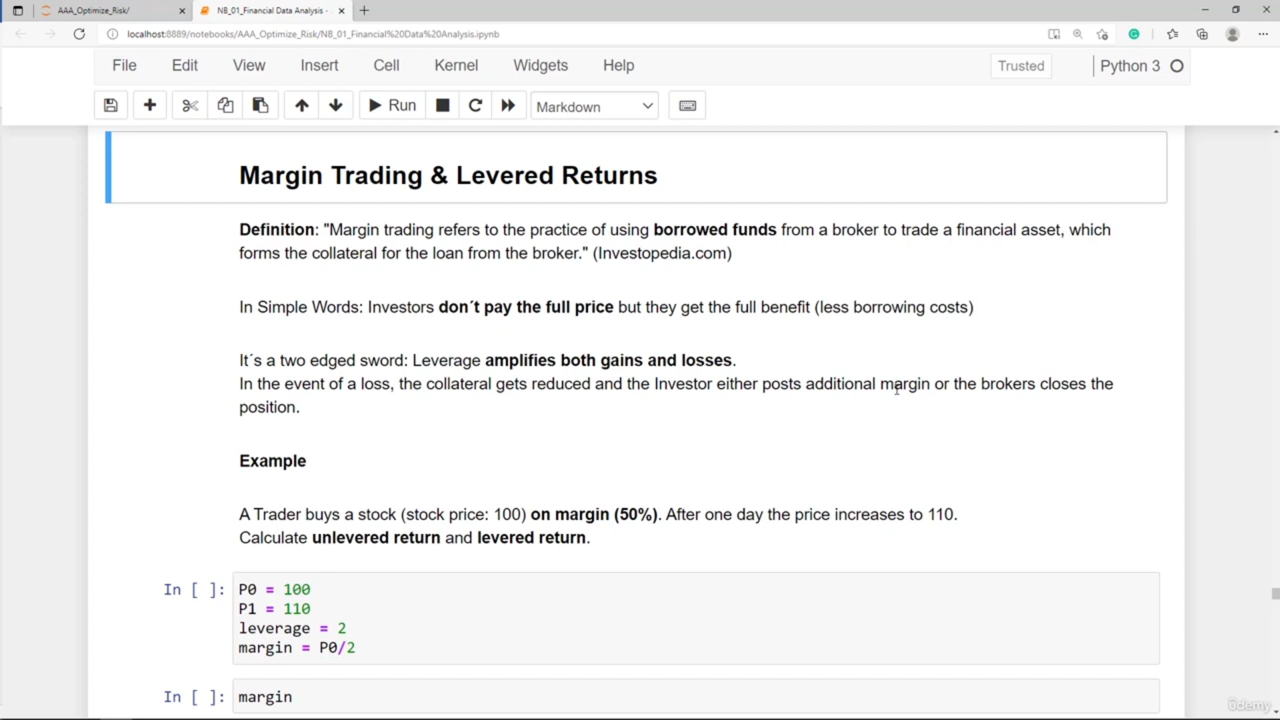 AAA_Optimize_Risk/
NB_01_Financial Data Analysis -
localhost:8889/notebooks/AAA_Optimize_Risk/NB_01_Financial%20Data%20Analysis.ipynb
File Edit View Insert Cell Kernel Widgets Help Trusted Python 3
Run Markdown
Margin Trading & Levered Returns
Definition: "Margin trading refers to the practice of using borrowed funds from a broker to trade a financial asset, which
forms the collateral for the loan from the broker." (Investopedia.com)
In Simple Words: Investors don´t pay the full price but they get the full benefit (less borrowing costs)
It´s a two edged sword: Leverage amplifies both gains and losses.
In the event of a loss, the collateral gets reduced and the Investor either posts additional margin or the brokers closes the
position.
Example
A Trader buys a stock (stock price: 100) on margin (50%). After one day the price increases to 110.
Calculate unlevered return and levered return.
In [ ]: P0 = 100
P1 = 110
leverage = 2
margin = P0/2
In [ ]: margin
ûdemy